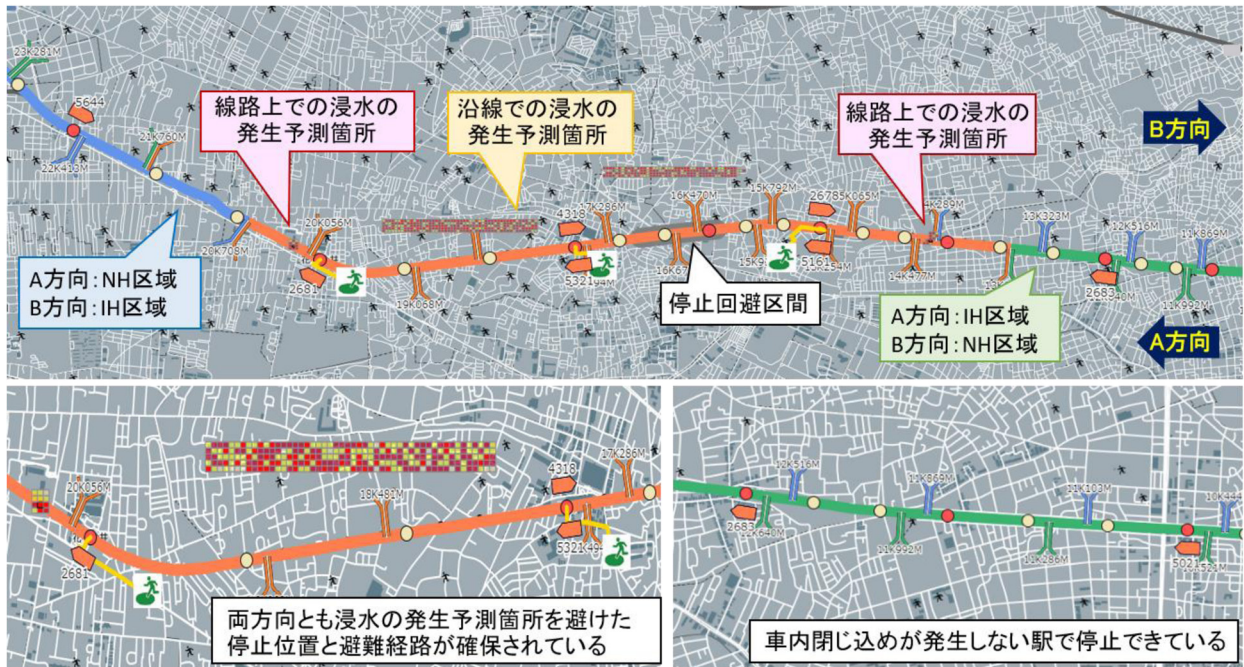 23K281M
5644
22K413M
21K760M
線路上での浸水の
発生予測箇所
沿線での浸水の
発生予測箇所
線路上での浸水の
発生予測箇所
B方向
20K708M
20K056M
2681
19K068M
4318
17K286M
5321
16K470M
15K792M
停止回避区間
5161
14K477M
13K323M
12K516M
11K869M
2683
11K992M
A方向:NH区域
B方向:IH区域
A方向:IH区域
B方向:NH区域
A方向
20K056M
2681
18K481M
4318
17K286M
5321
両方向とも浸水の発生予測箇所を避けた
停止位置と避難経路が確保されている
12K516M
2683
12K640M
11K869M
11K992M
11K103M
11K286M
10K444
5021
車内閉じ込めが発生しない駅で停止できている